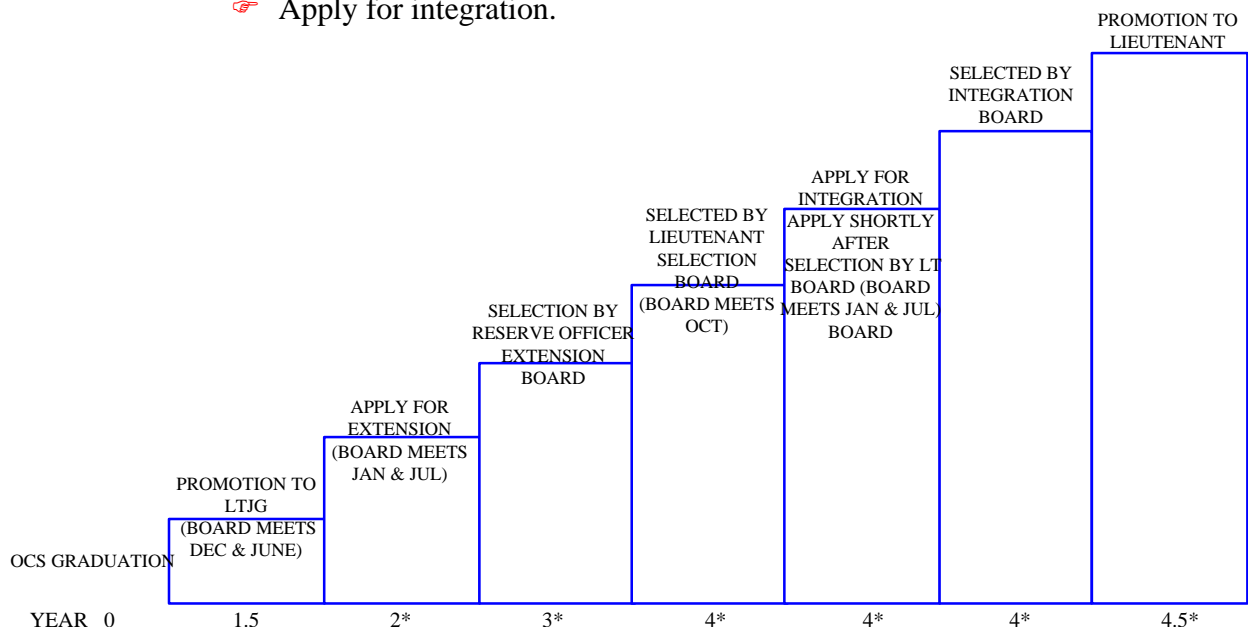 ☞ Apply for integration.
PROMOTION TO
LIEUTENANT
SELECTED BY
INTEGRATION
BOARD
APPLY FOR
INTEGRATION
APPLY SHORTLY
AFTER
SELECTION BY LT
BOARD (BOARD
MEETS JAN & JUL)
BOARD
SELECTED BY
LIEUTENANT
SELECTION
BOARD
(BOARD MEETS
OCT)
SELECTION BY
RESERVE OFFICER
EXTENSION
BOARD
APPLY FOR
EXTENSION
(BOARD MEETS
JAN & JUL)
PROMOTION TO
LTJG
(BOARD MEETS
DEC & JUNE)
OCS GRADUATION
YEAR 0 1.5 2* 3* 4* 4* 4* 4.5*